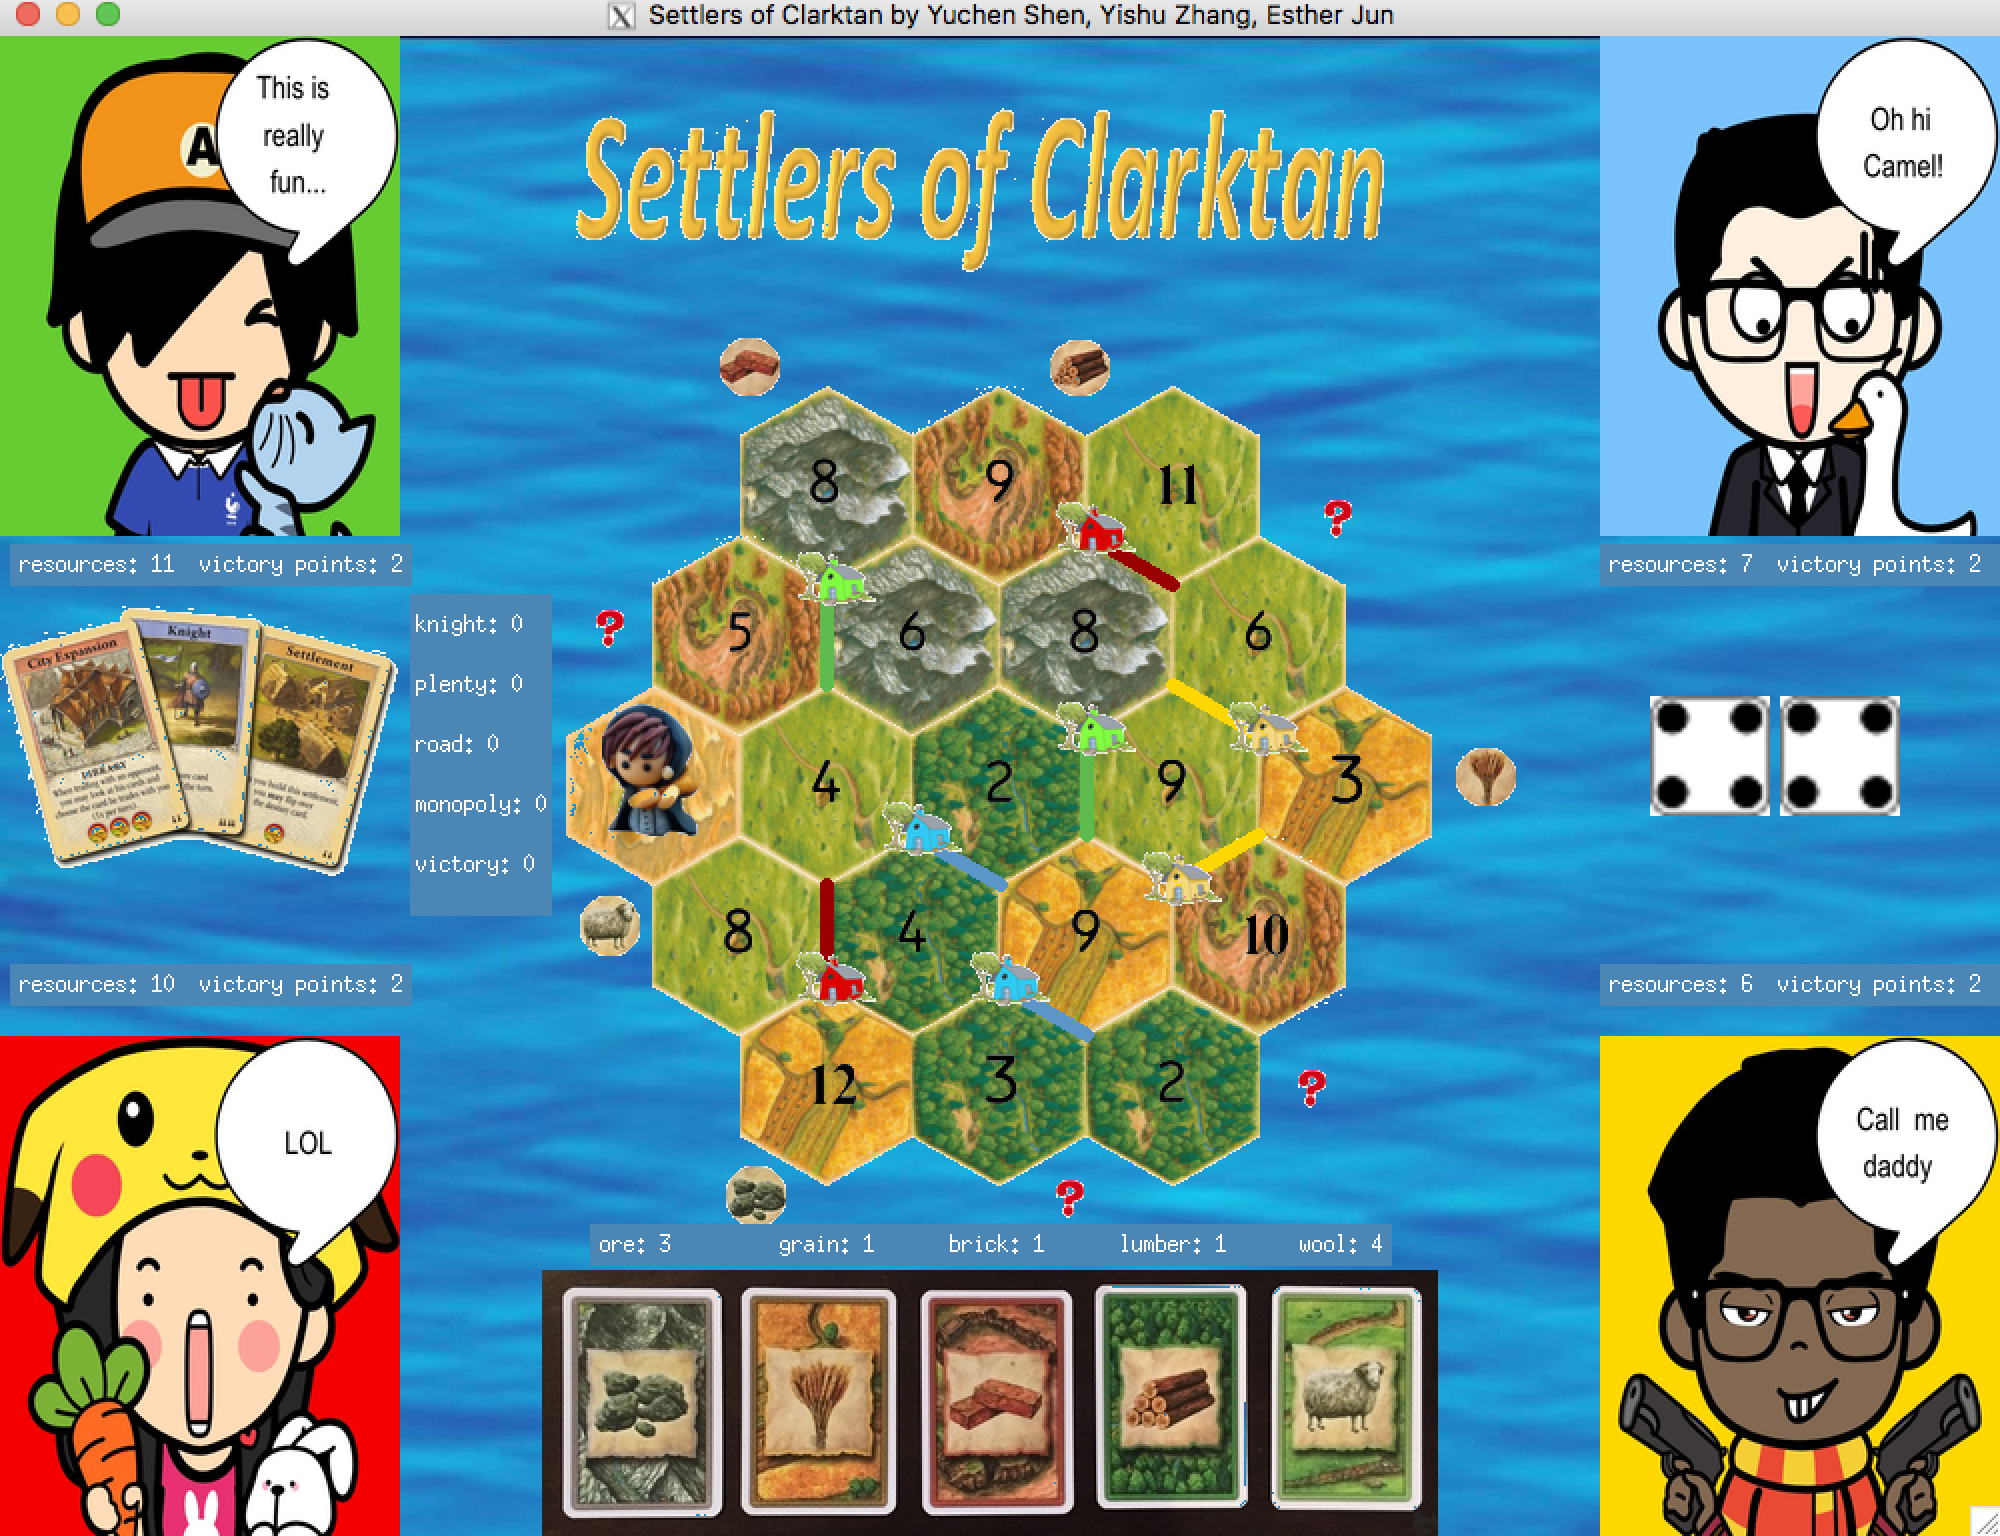 Settlers of Clarktan by Yuchen Shen, Yishu Zhang, Esther Jun
This is
really
fun...
A
Oh hi
Camel!
Settlers of Clarktan
8
9
11
resources: 11 victory points: 2
resources: 7 victory points: 2
?
City Expansion
Knight
Settlement
knight: 0
plenty: 0
road: 0
monopoly: 0
victory: 0
?
5
6
8
6
4
2
9
3
8
4
9
10
resources: 10 victory points: 2
resources: 6 victory points: 2
12
3
2
?
?
LOL
Call me
daddy
ore: 3 grain: 1 brick: 1 lumber: 1 wool: 4